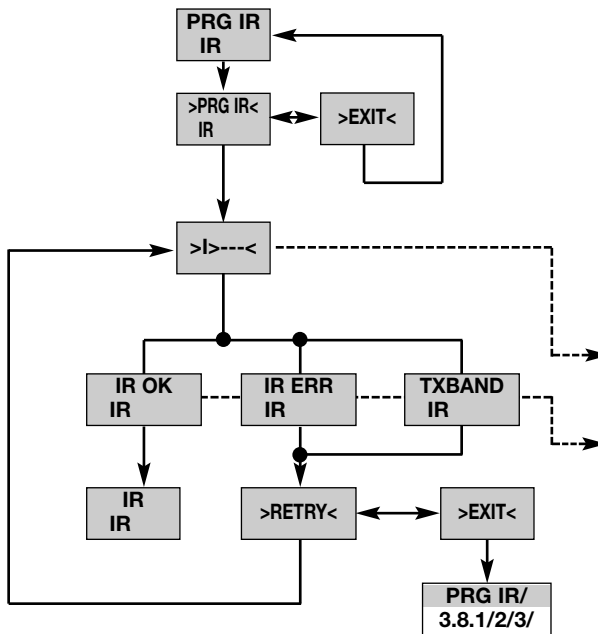 PRG IR
IR
>PRG IR<
IR
>EXIT<
>I>---<
IR OK
IR
IR ERR
IR
TXBAND
IR
IR
IR
>RETRY<
>EXIT<
PRG IR/
3.8.1/2/3/